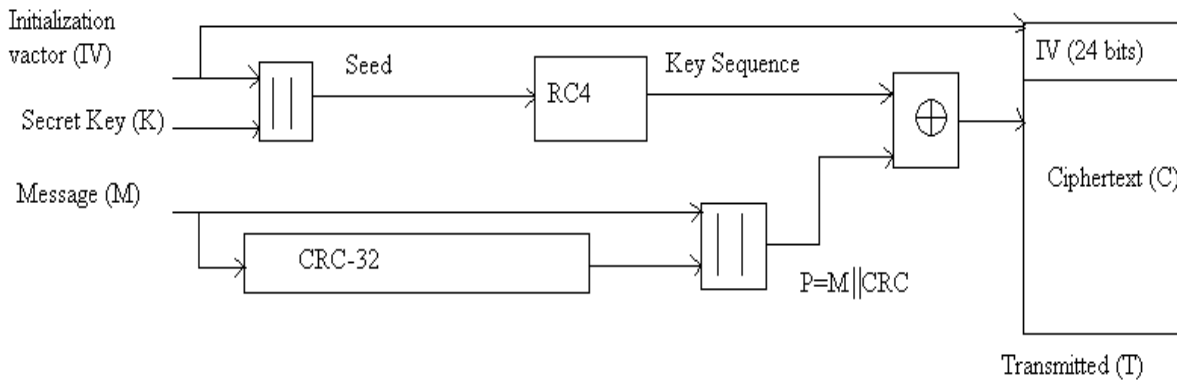 Initialization
vactor (IV)
Seed
Key Sequence
IV (24 bits)
RC4
Secret Key (K)
Message (M)
Ciphertext (C)
CRC-32
P=M||CRC
Transmitted (T)